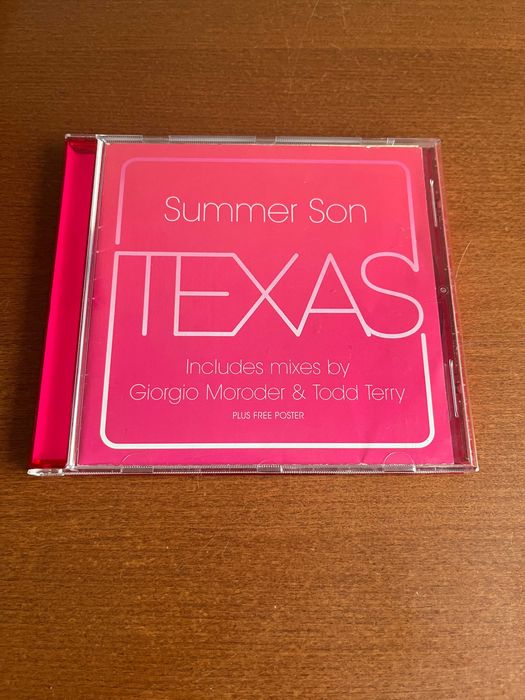 Summer Son
TEXAS
Includes mixes by
Giorgio Moroder & Todd Terry
PLUS FREE POSTER